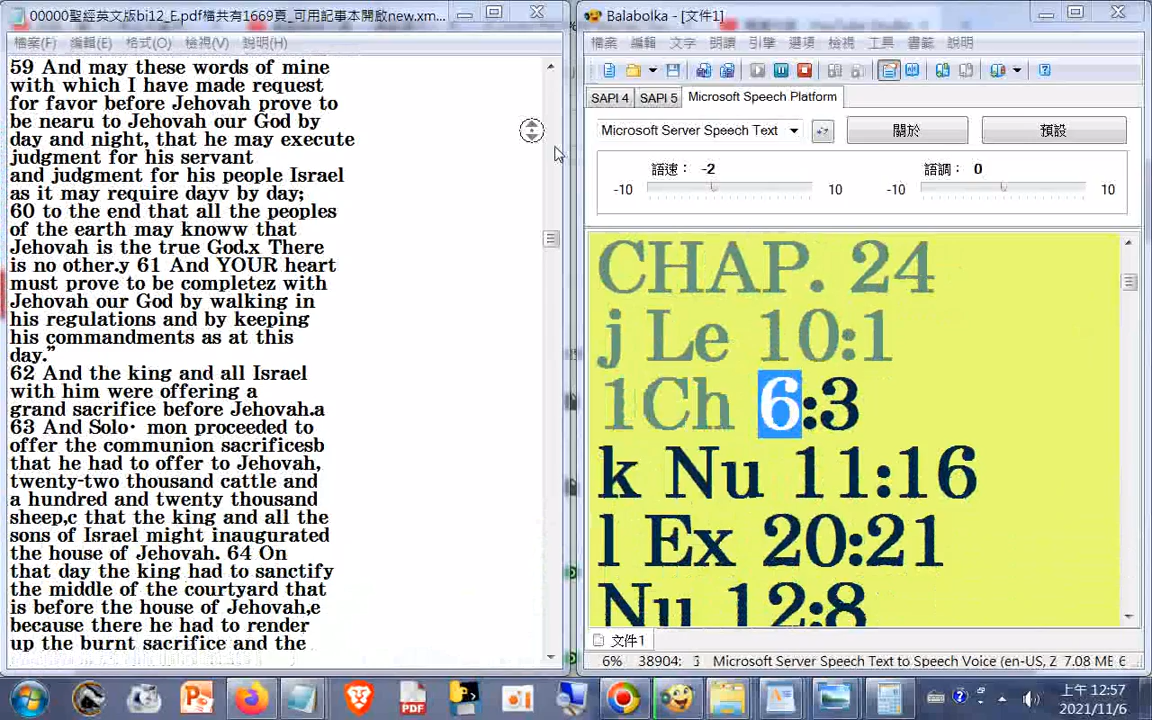 00000聖經英文版bi12_E.pdf檔共有1669頁_可用記事本開啟new.xm...
檔案(F) 編輯(E) 格式(O) 檢視(V) 說明(H)
59 And may these words of mine
with which I have made request
for favor before Jehovah prove to
be nearu to Jehovah our God by
day and night, that he may execute
judgment for his servant
and judgment for his people Israel
as it may require dayv by day;
60 to the end that all the peoples
of the earth may knoww that
Jehovah is the true God.x There
is no other.y 61 And YOUR heart
must prove to be completez with
Jehovah our God by walking in
his regulations and by keeping
his commandments as at this
day.”
62 And the king and all Israel
with him were offering a
grand sacrifice before Jehovah.a
63 And Solo· mon proceeded to
offer the communion sacrificesb
that he had to offer to Jehovah,
twenty-two thousand cattle and
a hundred and twenty thousand
sheep,c that the king and all the
sons of Israel might inaugurated
the house of Jehovah. 64 On
that day the king had to sanctify
the middle of the courtyard that
is before the house of Jehovah,e
because there he had to render
up the burnt sacrifice and the
Balabolka - [文件1]
檔案 編輯 文字 朗讀 引擎 選項 檢視 工具 書籤 說明
SAPI 4 SAPI 5 Microsoft Speech Platform
Microsoft Server Speech Text 關於 預設
語速: -2 語調: 0
-10 10 -10 10
CHAP. 24
j Le 10:1
1Ch 6:3
k Nu 11:16
l Ex 20:21
Nu 12:8
文件1
6% 38904: Microsoft Server Speech Text to Speech Voice (en-US, Z 7.08 MB 6
PDF
上午 12:57
2021/11/6